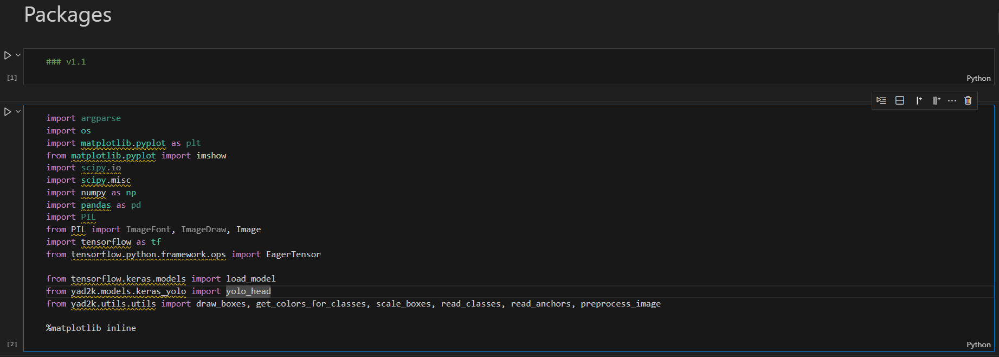 Packages
### v1.1
[1]
Python
import argparse
import os
import matplotlib.pyplot as plt
from matplotlib.pyplot import imshow
import scipy.io
import scipy.misc
import numpy as np
import pandas as pd
import PIL
from PIL import ImageFont, ImageDraw, Image
import tensorflow as tf
from tensorflow.python.framework.ops import EagerTensor
from tensorflow.keras.models import load_model
from yad2k.models.keras_yolo import yolo_head
from yad2k.utils.utils import draw_boxes, get_colors_for_classes, scale_boxes, read_classes, read_anchors, preprocess_image
%matplotlib inline
[2]
Python